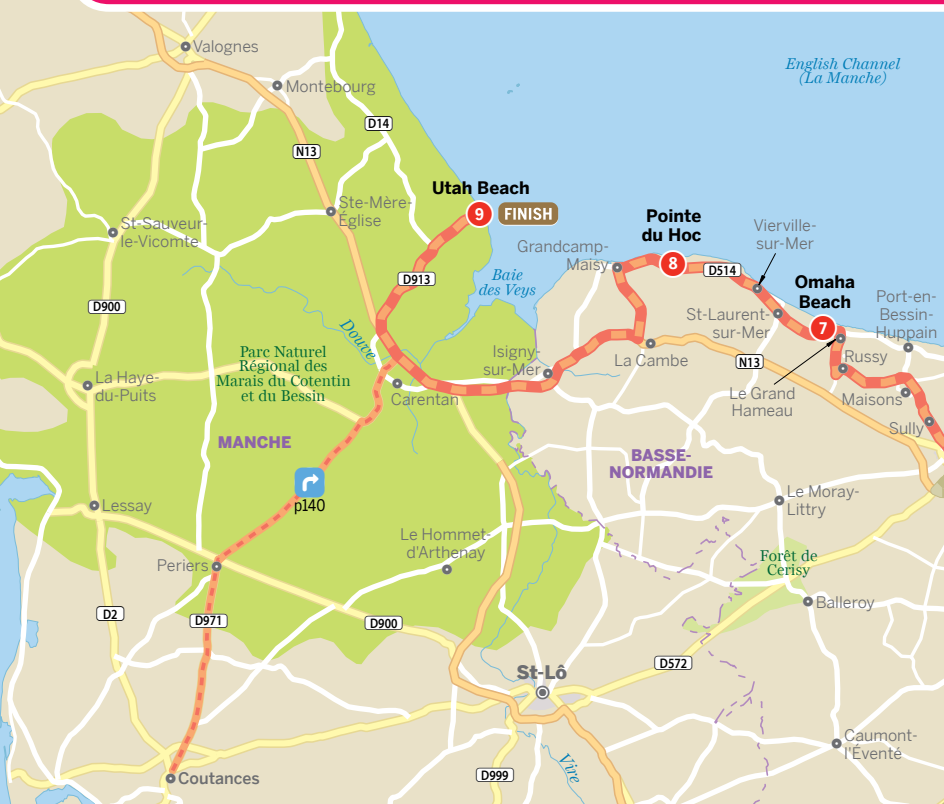 Valognes
English Channel
(La Manche)
Montebourg
D14
N13
Utah Beach
9 FINISH
Ste-Mère-
Église
Pointe
du Hoc
8
Vierville-
sur-Mer
St-Sauveur-
le-Vicomte
Grandcamp-
Maisy
D514
D913
Baie
des Veys
Omaha
Beach
7
Port-en-
Bessin-
Huppain
D900
St-Laurent-
sur-Mer
Douve
Isigny-
sur-Mer
La Cambe
N13
Russy
Parc Naturel
Régional des
Marais du Cotentin
et du Bessin
La Haye-
du-Puits
Carentan
Le Grand
Hameau
Maisons
Sully
MANCHE
BASSE-
NORMANDIE
p140
Lessay
Le Moray-
Littry
Le Hommet-
d'Arthenay
Periers
Forêt de
Cerisy
Balleroy
D2
D971
D900
D572
St-Lô
Caumont-
l'Éventé
Coutances
D999
Vire